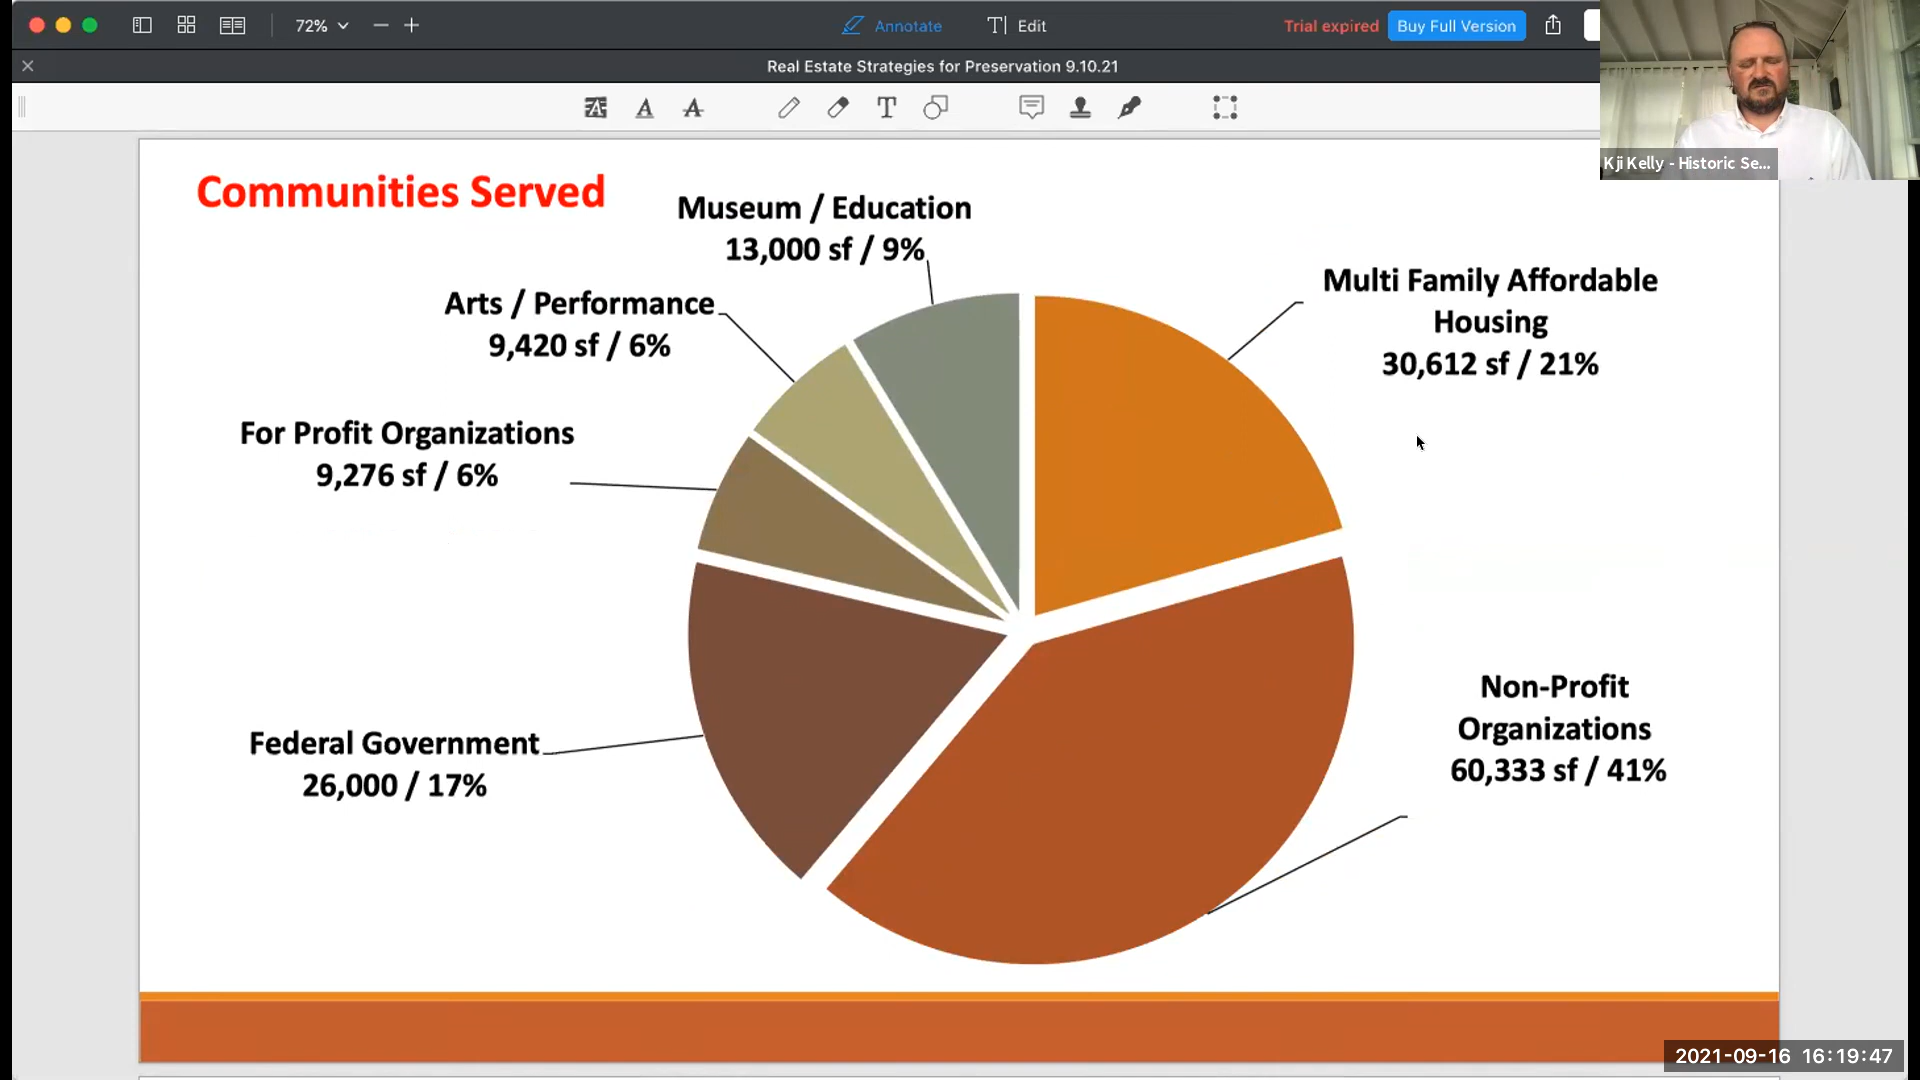 72%
Annotate
T Edit
Trial expired
Buy Full Version
Real Estate Strategies for Preservation 9.10.21
A A A T
Kji Kelly - Historic Se...
Communities Served
Museum / Education
13,000 sf / 9%
Arts / Performance
9,420 sf / 6%
Multi Family Affordable
Housing
30,612 sf / 21%
For Profit Organizations
9,276 sf / 6%
Non-Profit
Organizations
60,333 sf / 41%
Federal Government
26,000 / 17%
2021-09-16 16:19:47